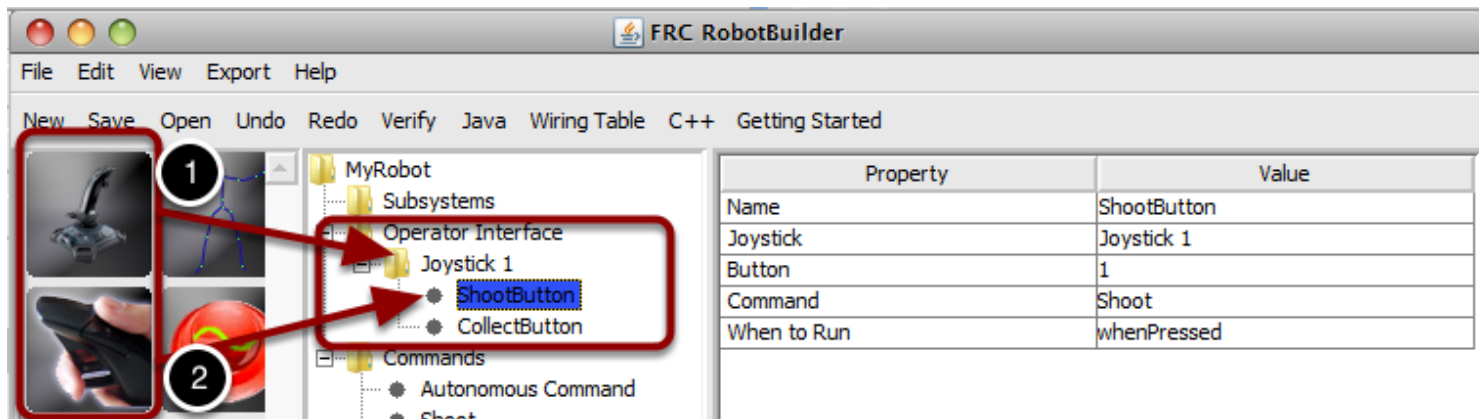 FRC RobotBuilder
File Edit View Export Help
New Save Open Undo Redo Verify Java Wiring Table C++ Getting Started
1
2
MyRobot
Subsystems
Operator Interface
Joystick 1
ShootButton
CollectButton
Commands
Autonomous Command
Shoot
Property Value
Name ShootButton
Joystick Joystick 1
Button 1
Command Shoot
When to Run whenPressed